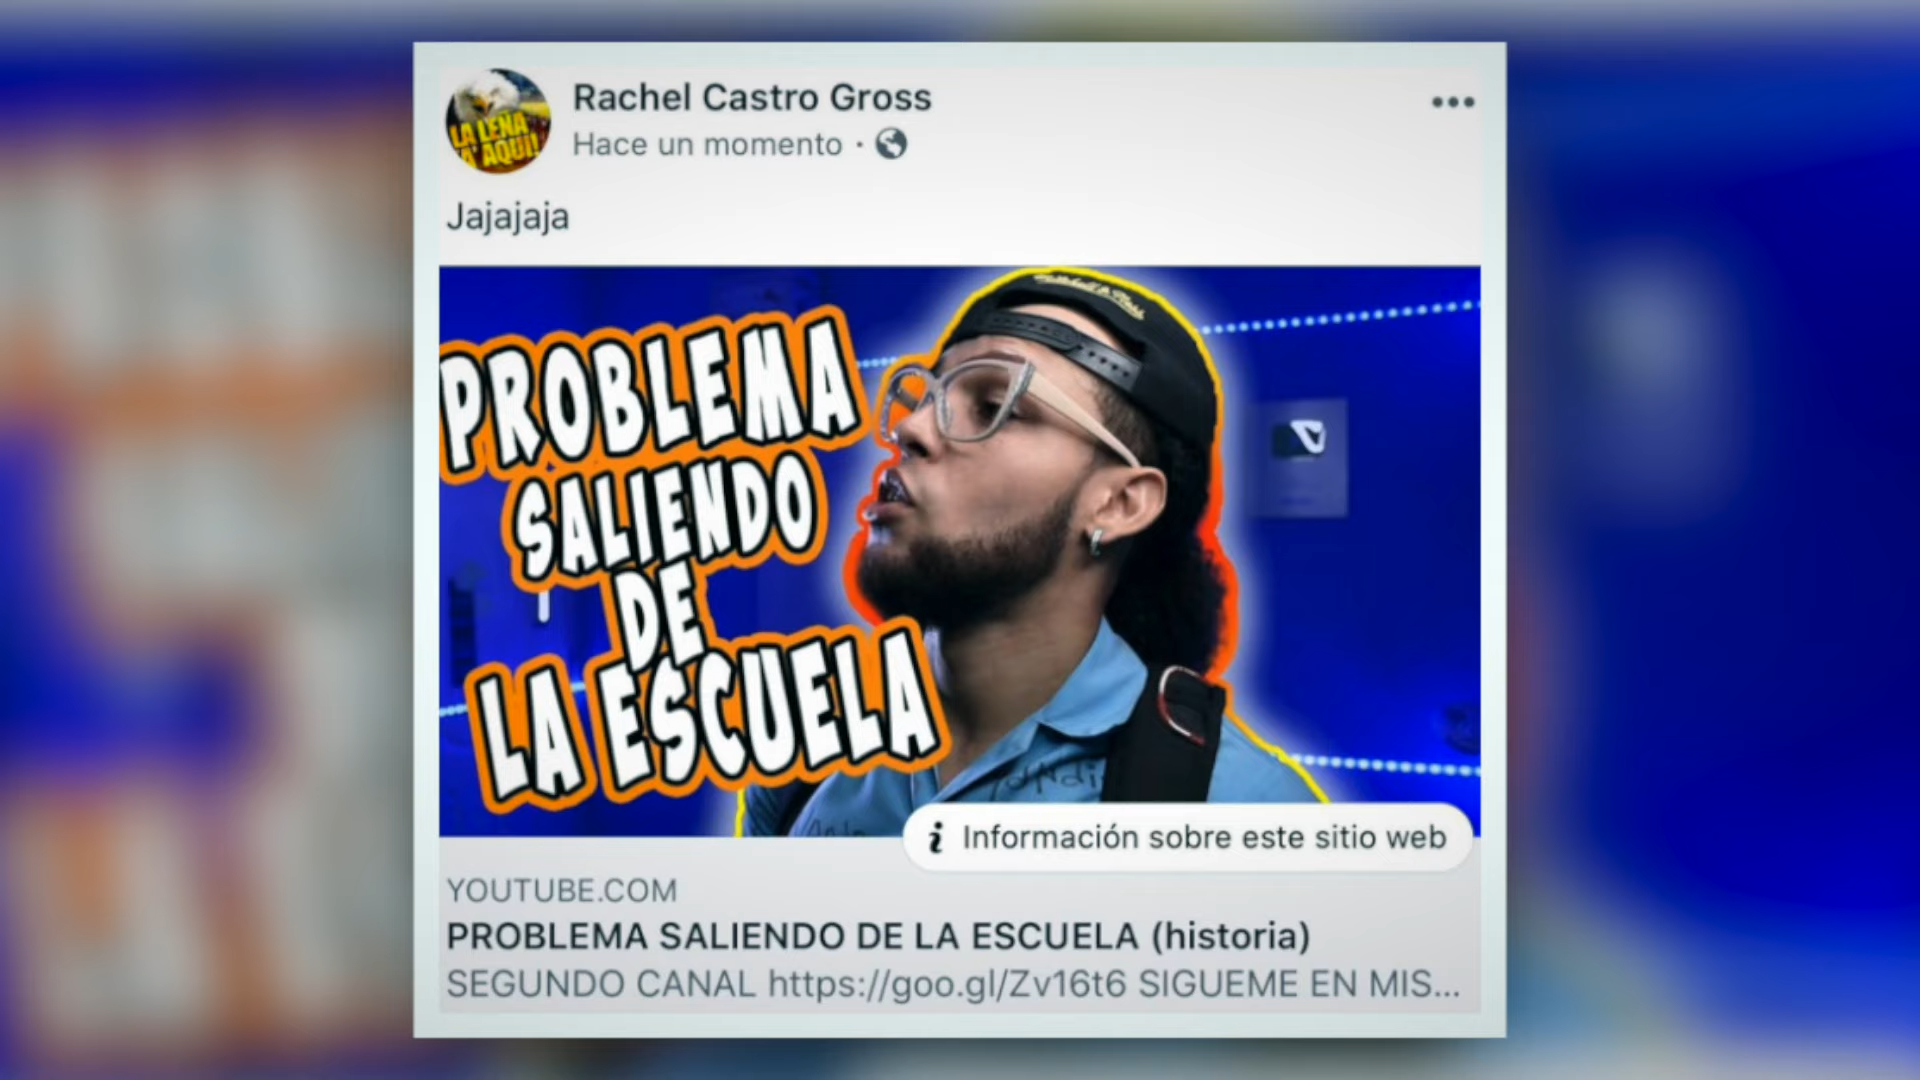 Rachel Castro Gross
Hace un momento ·
LA LEÑA
A' AQUI!
Jajajaja
PROBLEMA
SALIENDO
DE
LA ESCUELA
Información sobre este sitio web
YOUTUBE.COM
PROBLEMA SALIENDO DE LA ESCUELA (historia)
SEGUNDO CANAL https://goo.gl/Zv16t6 SIGUEME EN MIS...